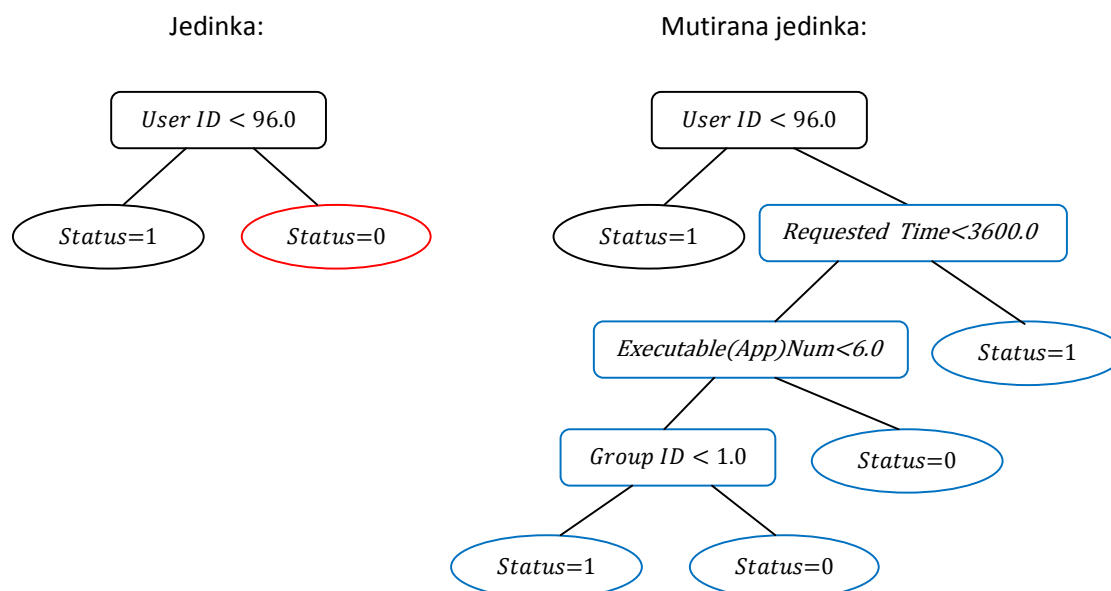 Jedinka:
Mutirana jedinka:
User ID < 96.0
User ID < 96.0
Status=1
Status=0
Status=1
Requested Time<3600.0
Executable(App)Num<6.0
Status=1
Group ID < 1.0
Status=0
Status=1
Status=0